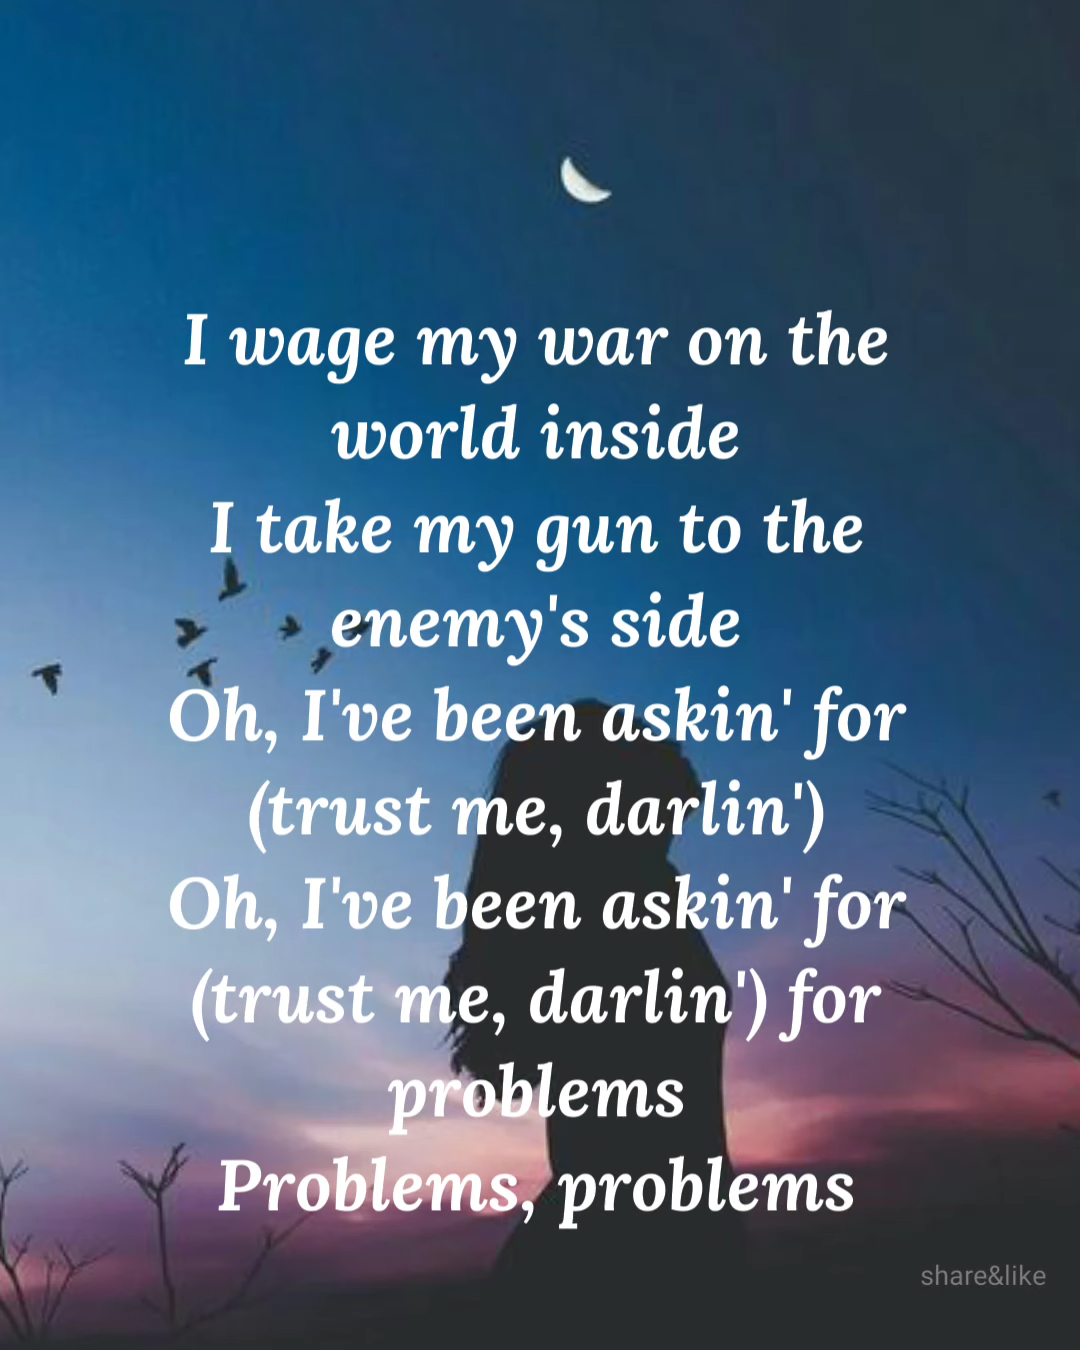 I wage my war on the
world inside
I take my gun to the
enemy's side
Oh, I've been askin' for
(trust me, darlin')
Oh, I've been askin' for
(trust me, darlin') for
problems
Problems, problems
share&like